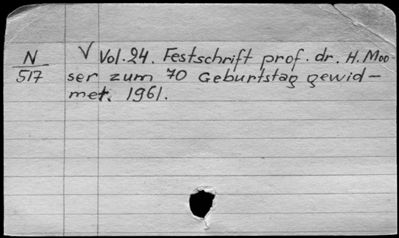 N V Vol. 24. Festschrift prof. dr. H. Moo-
517 ser zum 70 Geburtstag gewid-
met. 1961.